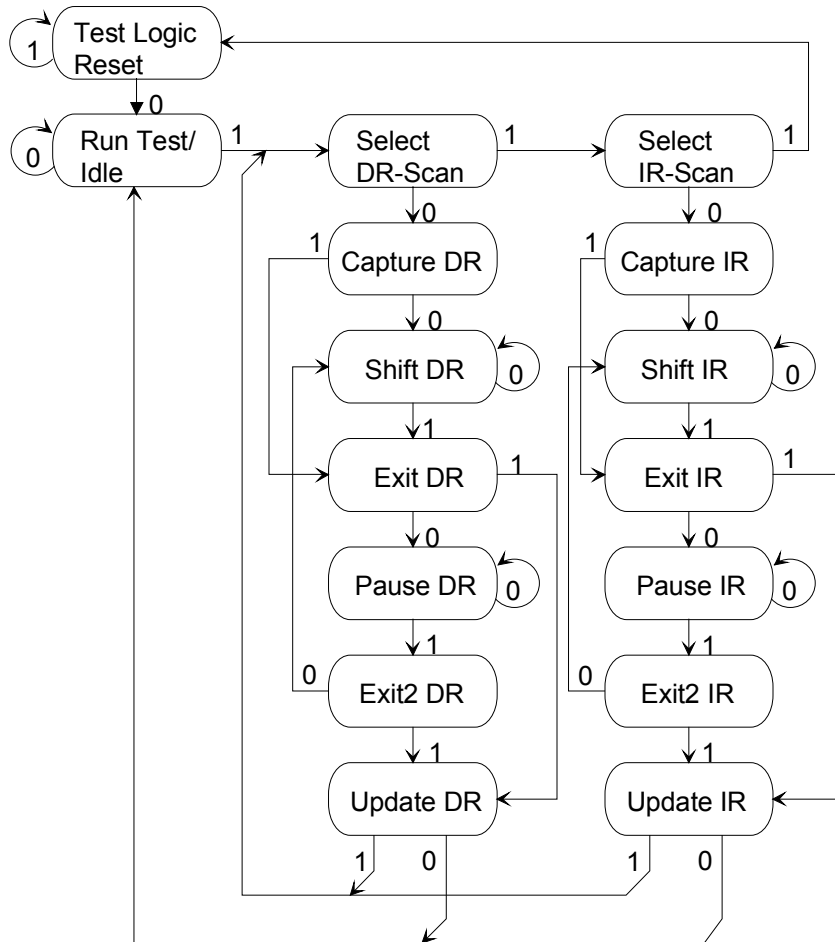 Test Logic
Reset
1
0
Run Test/
Idle
0
1
Select
DR-Scan
1
Select
IR-Scan
1
0
0
1
Capture DR
1
Capture IR
0
0
Shift DR
0
Shift IR
0
1
1
Exit DR
1
Exit IR
1
0
0
Pause DR
0
Pause IR
0
1
1
0
Exit2 DR
0
Exit2 IR
1
1
Update DR
Update IR
1
0
1
0